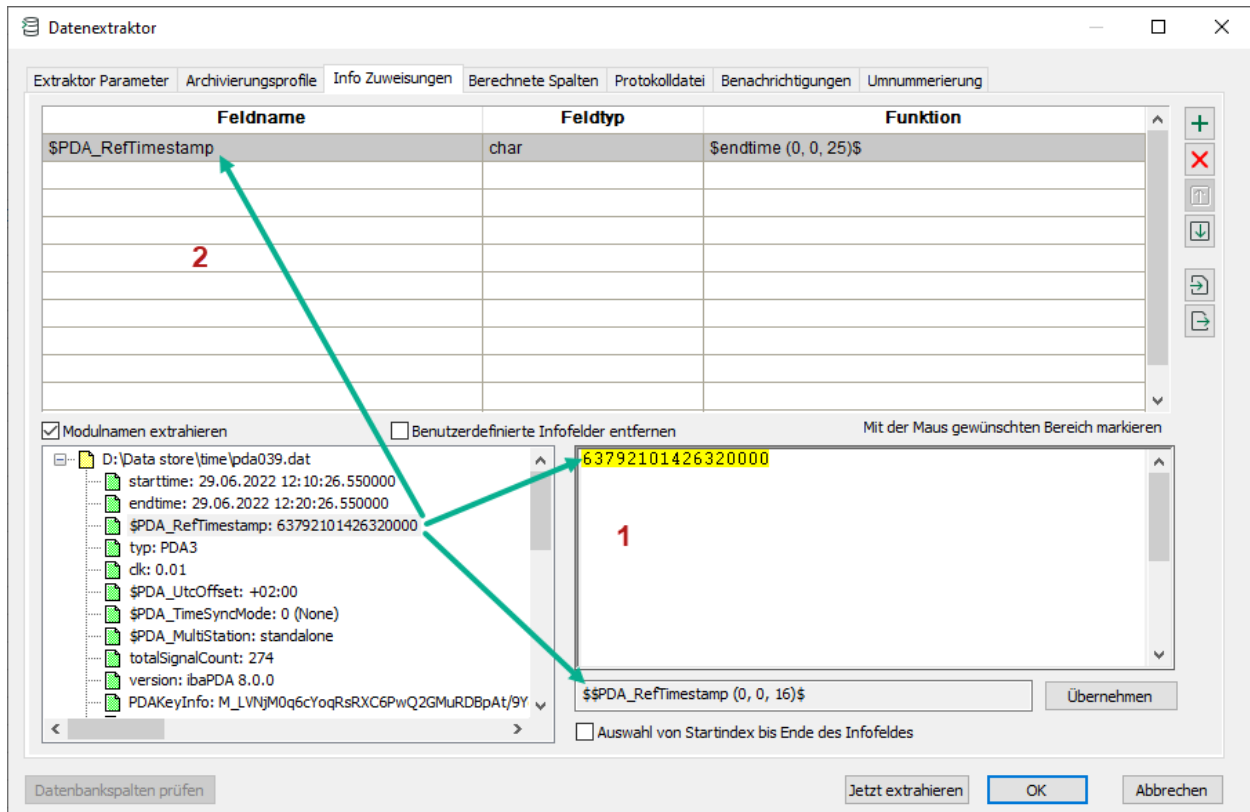 Datenextraktor
Extraktor Parameter Archivierungsprofile Info Zuweisungen Berechnete Spalten Protokolldatei Benachrichtigungen Umnummerierung
Feldname Feldtyp Funktion
$PDA_RefTimestamp char $endtime (0, 0, 25)$
2
Modulnamen extrahieren Benutzerdefinierte Infofelder entfernen Mit der Maus gewünschten Bereich markieren
D:\Data store\time\pda039.dat
starttime: 29.06.2022 12:10:26.550000
endtime: 29.06.2022 12:20:26.550000
$PDA_RefTimestamp: 63792101426320000
typ: PDA3
clk: 0.01
$PDA_UtcOffset: +02:00
$PDA_TimeSyncMode: 0 (None)
$PDA_MultiStation: standalone
totalSignalCount: 274
version: ibaPDA 8.0.0
PDAKeyInfo: M_LVNjM0q6cYoqRsRXC6PwQ2GMuRDBpAt/9Y
63792101426320000
1
$$PDA_RefTimestamp (0, 0, 16)$
Übernehmen
Auswahl von Startindex bis Ende des Infofeldes
Datenbankspalten prüfen Jetzt extrahieren OK Abbrechen